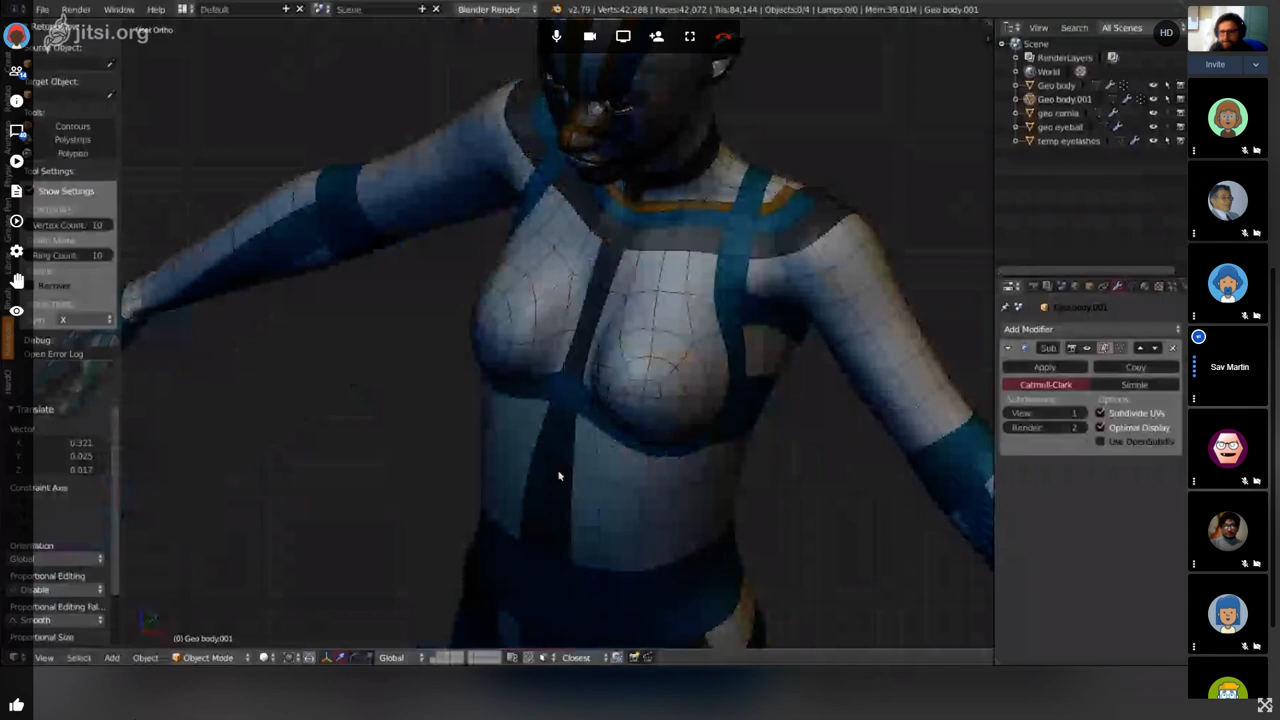 File Render Window Help
Default
Scene
Blender Render
v2.79 | Verts:42,288 | Faces:42,072 | Tris:84,144 | Objects:0/4 | Lamps:0/0 | Mem:39.01M | Geo body.001
jitsi.org
User Ortho
Target Object:
Tools:
Contours
Polystrips
Polypen
Tool Settings:
Show Settings
Vertex Count: 10
Ring Count: 10
Recover
X
Debug:
Open Error Log
Translate
Vector
X 0.321
Y: 0.025
Z: 0.017
Constraint Axis
Orientation
Global
Proportional Editing
Disable
Proportional Editing Fal...
Smooth
Proportional Size
(0) Geo body.001
View Select Add Object
Object Mode
Global
Closest
View Search All Scenes
Scene
RenderLayers
World
Geo body
Geo body.001
geo cornia
geo eyeball
temp eyelashes
Add Modifier
Sub
Apply Copy
Catmull-Clark Simple
Subdivisions: Options:
View: 1
Subdivide UVs
Render: 2
Optimal Display
Use OpenSubdiv
HD
Invite
Sav Martin